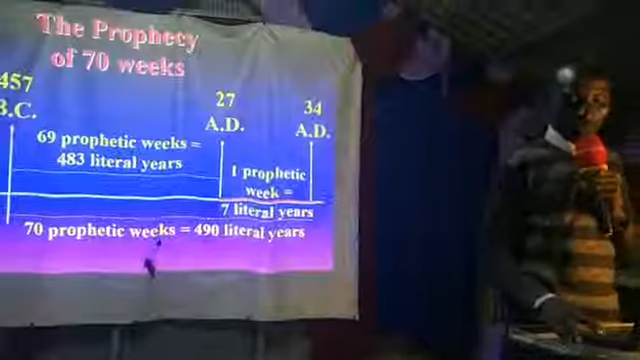 The Prophecy
of 70 weeks
457
B.C.
27
A.D.
34
A.D.
69 prophetic weeks =
483 literal years
1 prophetic
week =
7 literal years
70 prophetic weeks = 490 literal years